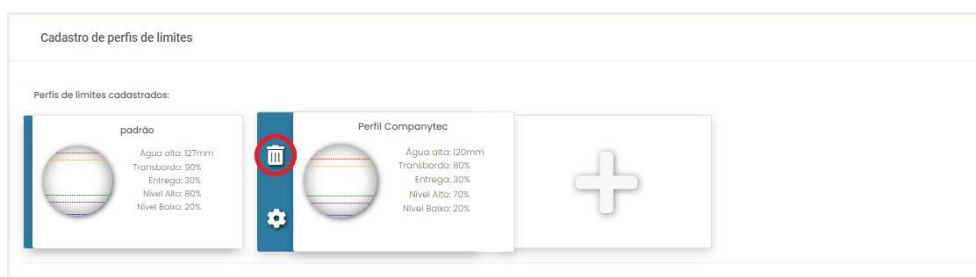 Cadastro de perfis de limites
Perfis de limites cadastrados:
padrão
Água alta: 127mm
Transbordo: 90%
Entrega: 30%
Nível Alto: 80%
Nível Baixo: 20%
Perfil Companytec
Água alta: 120mm
Transbordo: 80%
Entrega: 30%
Nível Alto: 70%
Nível Baixo: 20%